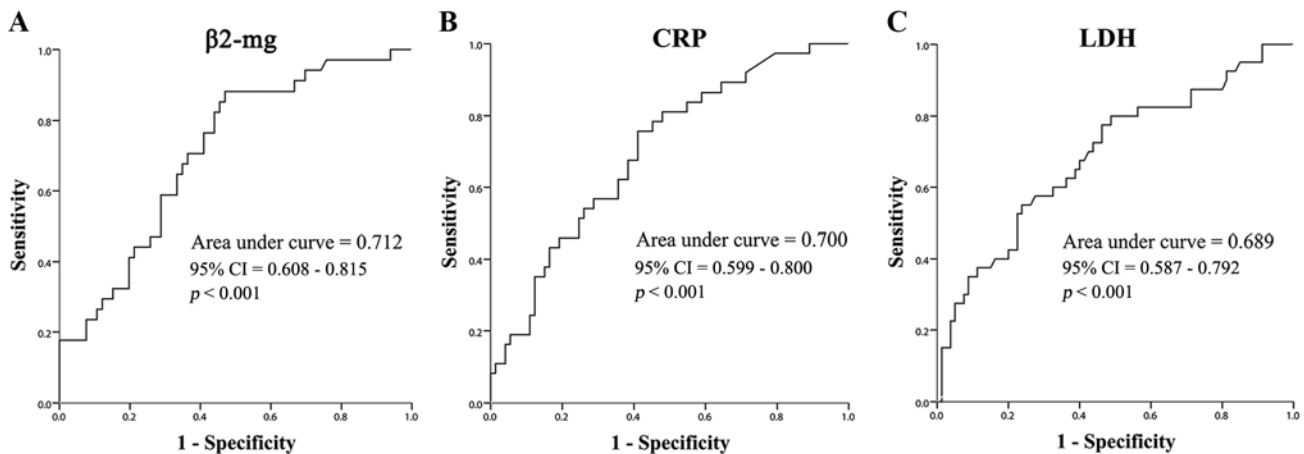 A
β2-mg
1.0
0.8
0.6
0.4
0.2
0.0
Sensitivity
Area under curve = 0.712
95% CI = 0.608 - 0.815
p < 0.001
0.0 0.2 0.4 0.6 0.8 1.0
1 - Specificity
B
CRP
1.0
0.8
0.6
0.4
0.2
0.0
Sensitivity
Area under curve = 0.700
95% CI = 0.599 - 0.800
p < 0.001
0.0 0.2 0.4 0.6 0.8 1.0
1 - Specificity
C
LDH
1.0
0.8
0.6
0.4
0.2
0.0
Sensitivity
Area under curve = 0.689
95% CI = 0.587 - 0.792
p < 0.001
0.0 0.2 0.4 0.6 0.8 1.0
1 - Specificity